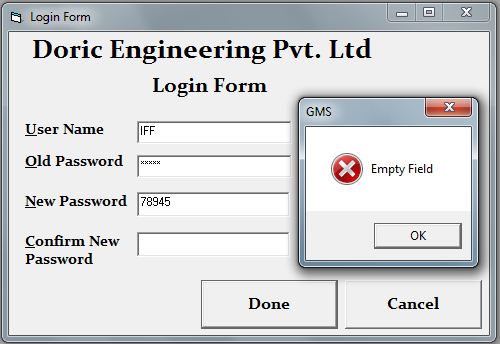 Login Form
Doric Engineering Pvt. Ltd
Login Form
User Name IFF
Old Password xxxxx
New Password 78945
Confirm New
Password
GMS
Empty Field
OK
Done Cancel